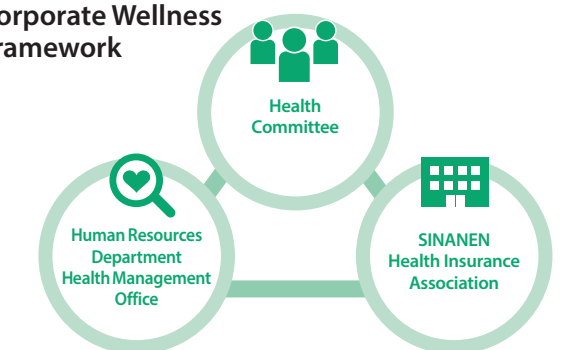 orporate Wellness
ramework
Health
Committee
Human Resources
Department
Health Management
Office
SINANEN
Health Insurance
Association